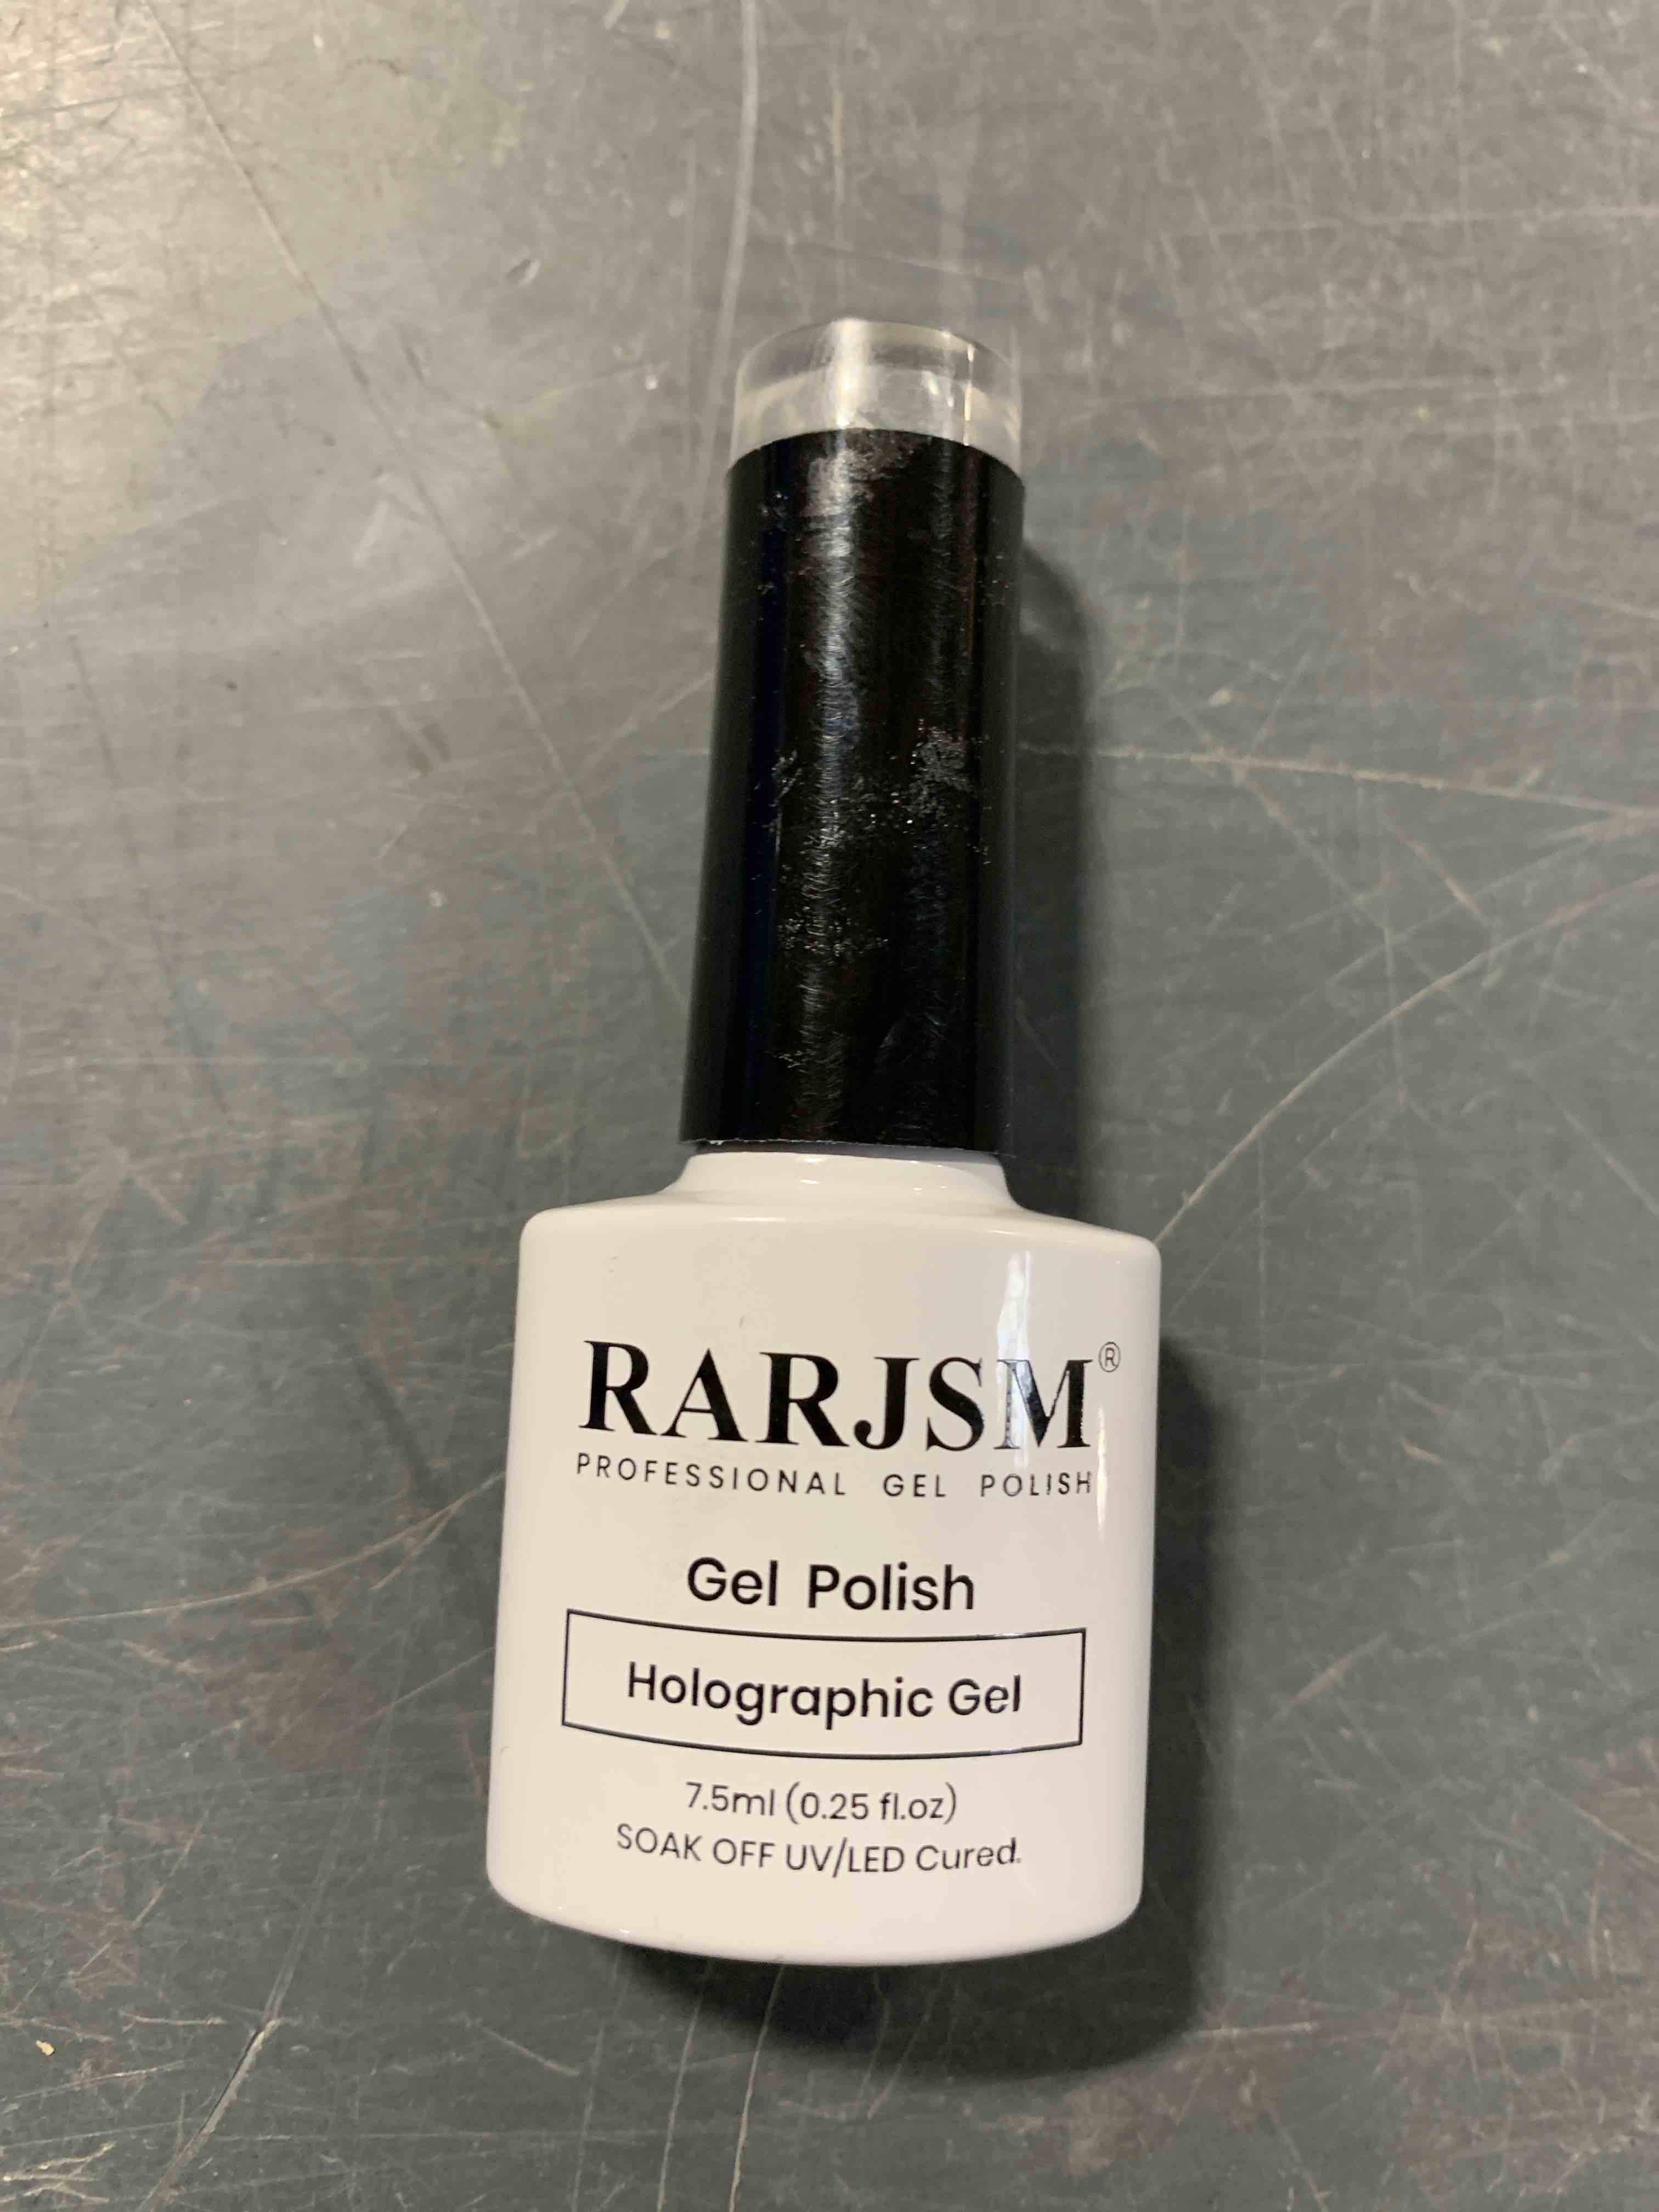 RARJSM®
PROFESSIONAL GEL POLISH
Gel Polish
Holographic Gel
7.5ml (0.25 fl.oz)
SOAK OFF UV/LED Cured.